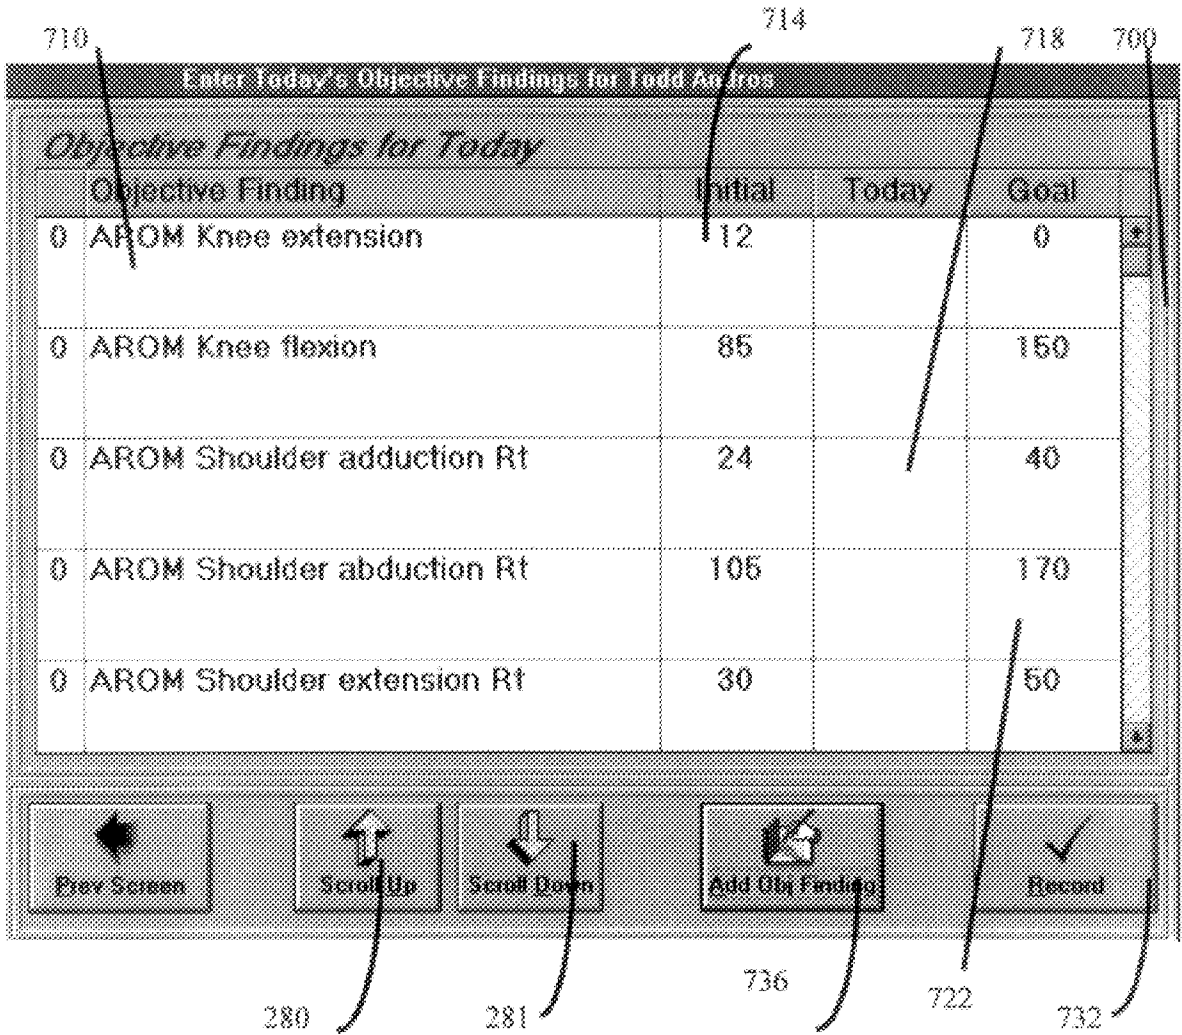 710 714 718 700
Enter Today's Objective Findings for Todd Andros
Objective Findings for Today
Objective Finding Initial Today Goal
0 AROM Knee extension 12 0
0 AROM Knee flexion 85 150
0 AROM Shoulder adduction Rt 24 40
0 AROM Shoulder abduction Rt 105 170
0 AROM Shoulder extension Rt 30 50
Prev Screen Scroll Up Scroll Down Add Obj Finding Record
280 281 736 722 732